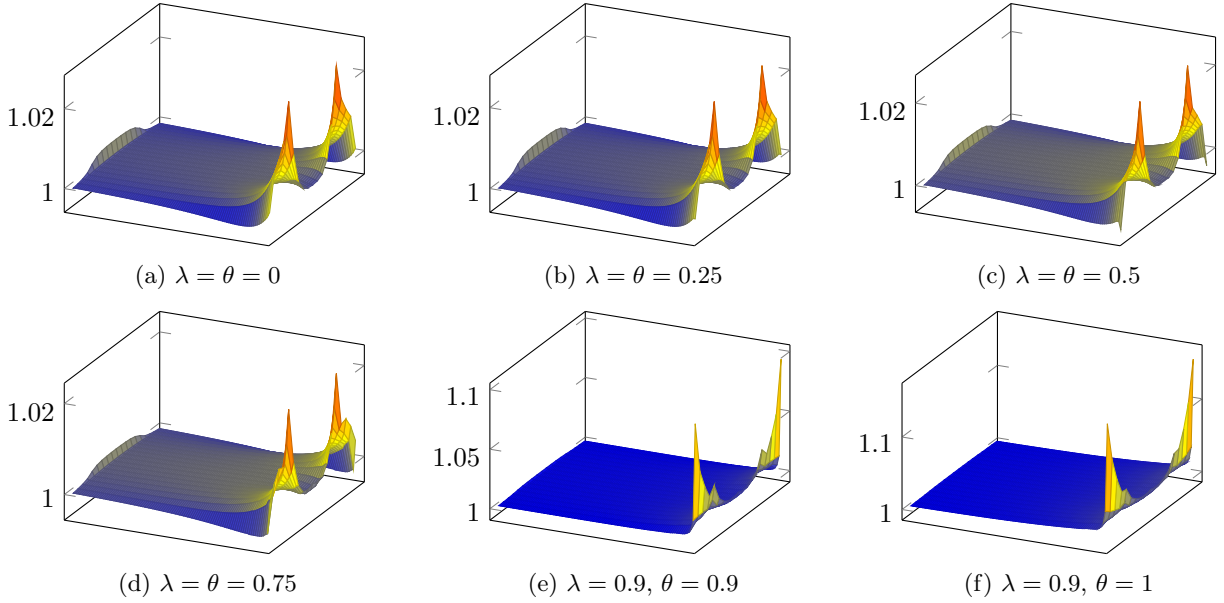 1.02
1
(a) λ = θ = 0
1.02
1
(b) λ = θ = 0.25
1.02
1
(c) λ = θ = 0.5
1.02
1
(d) λ = θ = 0.75
1.1
1.05
1
(e) λ = 0.9, θ = 0.9
1.1
1
(f) λ = 0.9, θ = 1